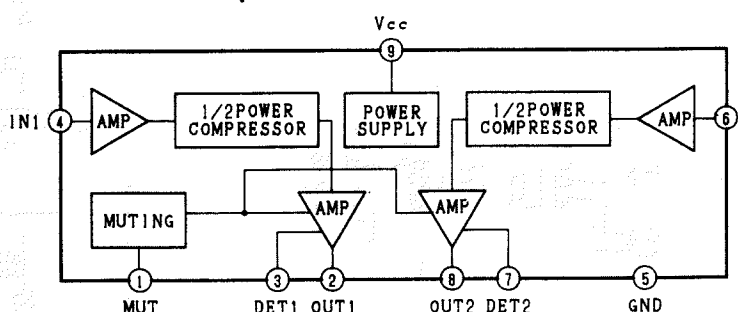 Vcc
9
IN1 4 AMP 1/2POWER COMPRESSOR POWER SUPPLY 1/2POWER COMPRESSOR AMP 6
MUTING AMP AMP
1 3 2 8 7 5
MUT DET1 OUT1 OUT2 DET2 GND